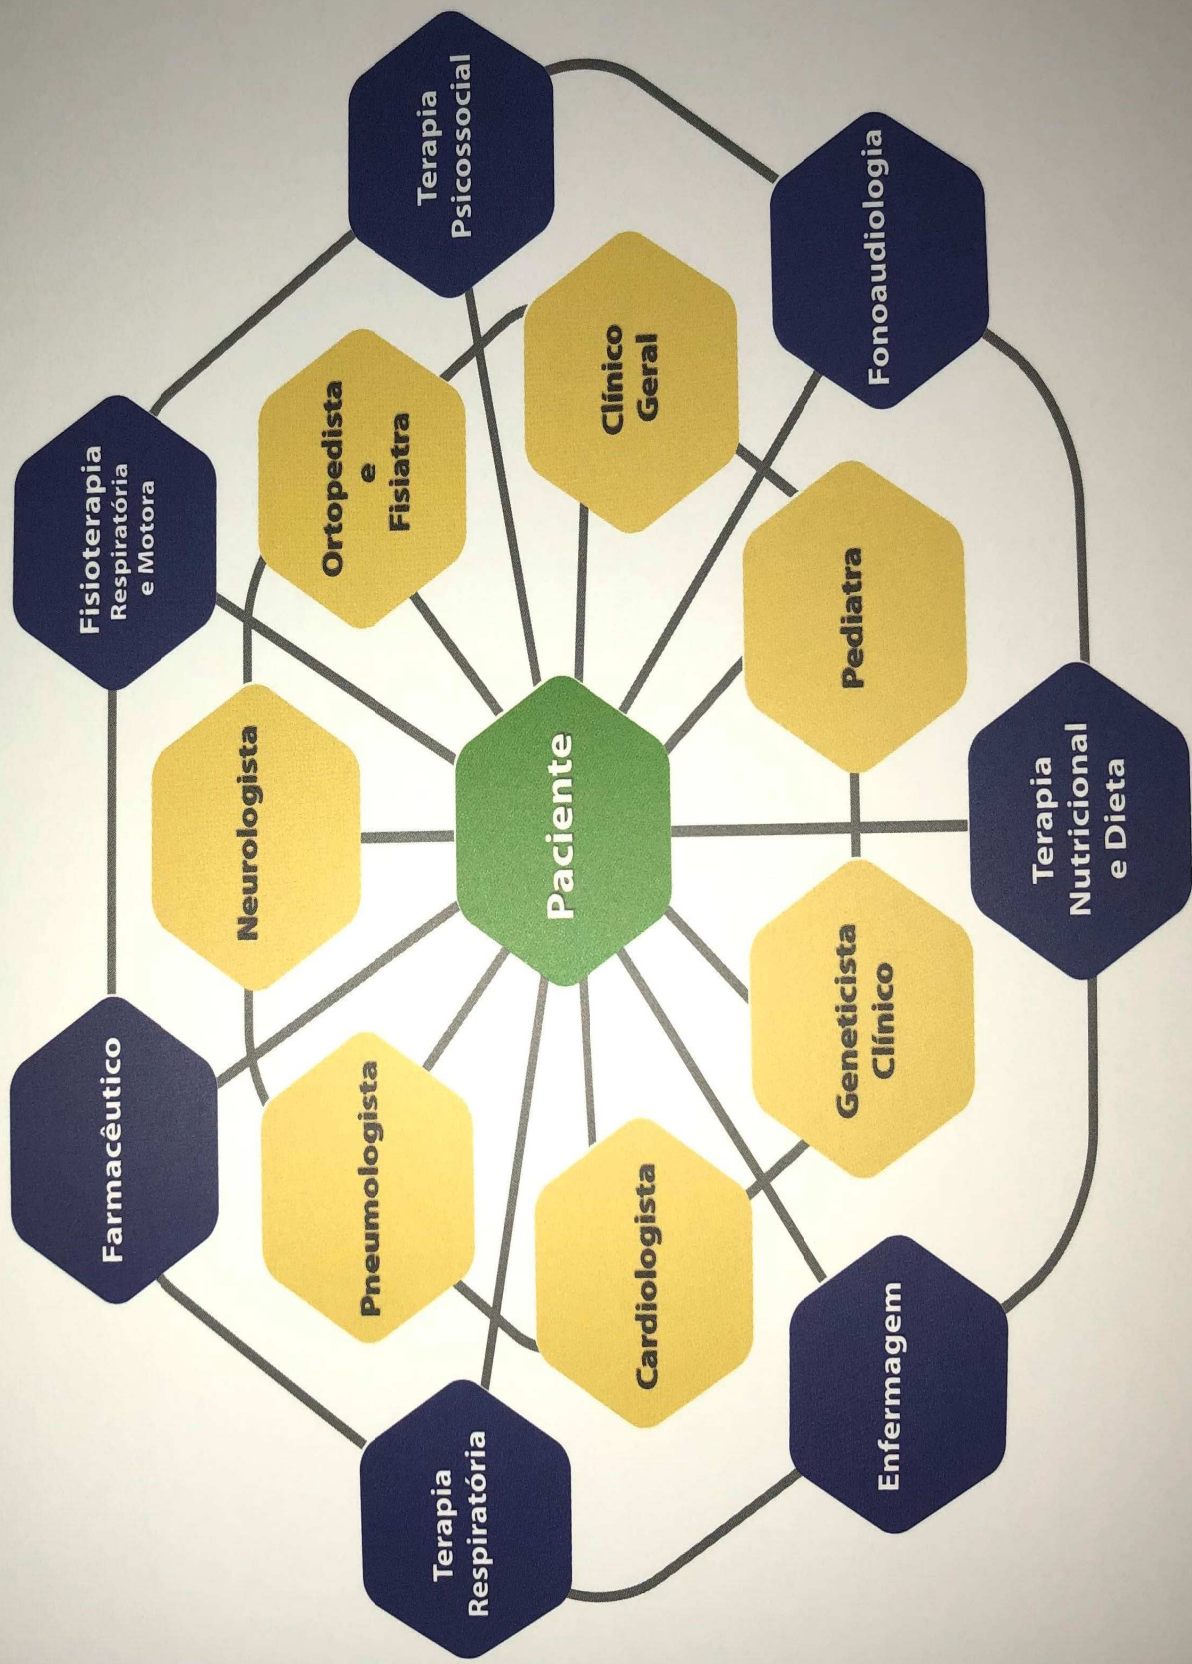 Farmacêutico
Fisioterapia
Respiratória
e Motora
Neurologista
Pneumologista
Ortopedista
e
Fisiatra
Terapia
Respiratória
Terapia
Psicossocial
Paciente
Cardiologista
Clínico
Geral
Geneticista
Clínico
Pediatra
Enfermagem
Fonoaudiologia
Terapia
Nutricional
e Dieta